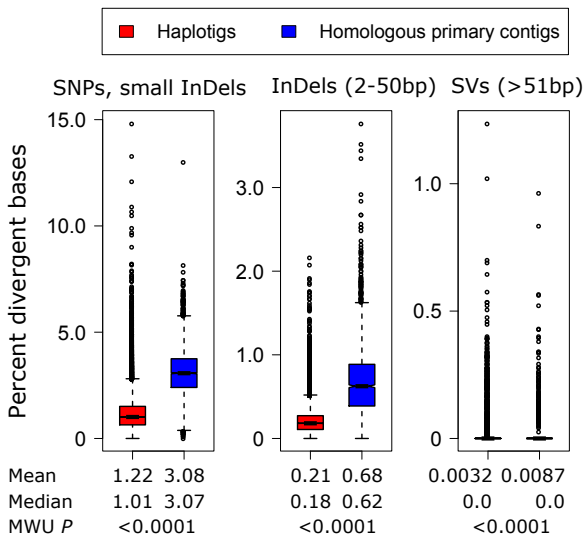 Haplotigs Homologous primary contigs
SNPs, small InDels InDels (2-50bp) SVs (>51bp)
Percent divergent bases
15.0
10.0
5.0
0
3.0
2.0
1.0
0
1.0
0.5
0
Mean 1.22 3.08 0.21 0.68 0.0032 0.0087
Median 1.01 3.07 0.18 0.62 0.0 0.0
MWU P <0.0001 <0.0001 <0.0001